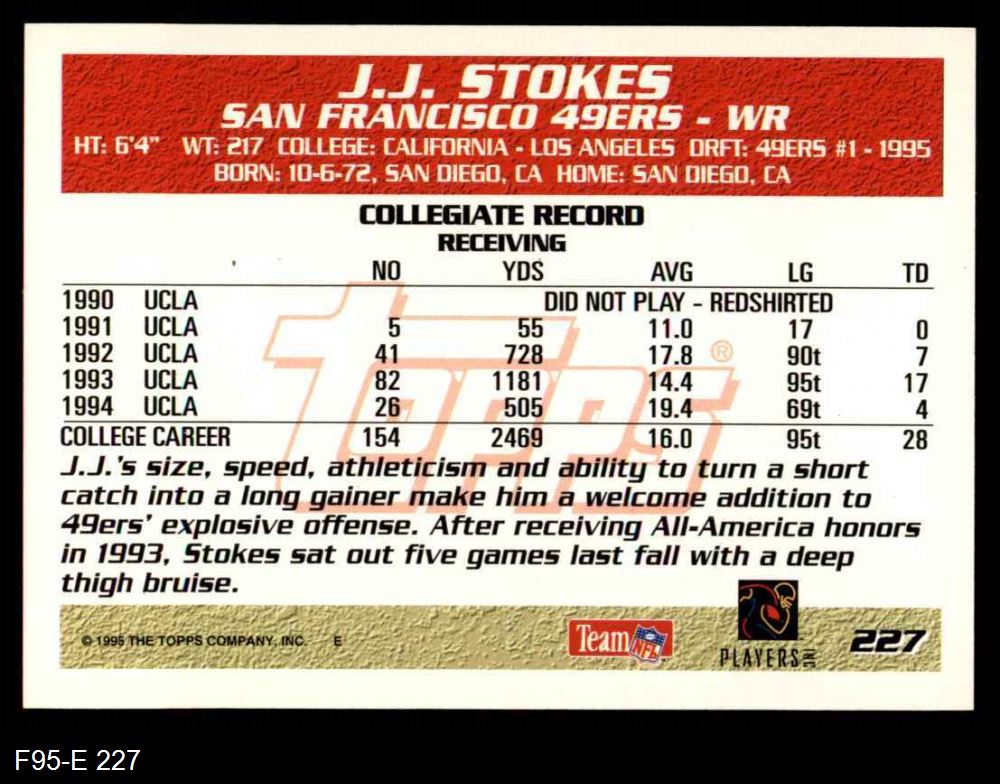 J.J. STOKES
SAN FRANCISCO 49ERS - WR
HT: 6'4" WT: 217 COLLEGE: CALIFORNIA - LOS ANGELES DRFT: 49ERS #1 - 1995
BORN: 10-6-72, SAN DIEGO, CA HOME: SAN DIEGO, CA
COLLEGIATE RECORD
RECEIVING
NO YDS AVG LG TD
1990 UCLA DID NOT PLAY - REDSHIRTED
1991 UCLA 5 55 11.0 17 0
1992 UCLA 41 728 17.8 90t 7
1993 UCLA 82 1181 14.4 95t 17
1994 UCLA 26 505 19.4 69t 4
COLLEGE CAREER 154 2469 16.0 95t 28
topps ®
J.J.'s size, speed, athleticism and ability to turn a short
catch into a long gainer make him a welcome addition to
49ers' explosive offense. After receiving All-America honors
in 1993, Stokes sat out five games last fall with a deep
thigh bruise.
© 1995 THE TOPPS COMPANY, INC. E
Team NFL
PLAYERS INC
227
F95-E 227